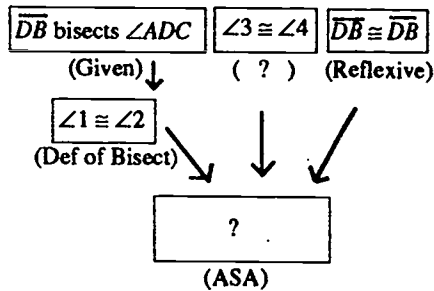 DB bisects ∠ADC ∠3 ≅ ∠4 DB ≅ DB
(Given) ( ? ) (Reflexive)
∠1 ≅ ∠2
(Def of Bisect)
?
(ASA)